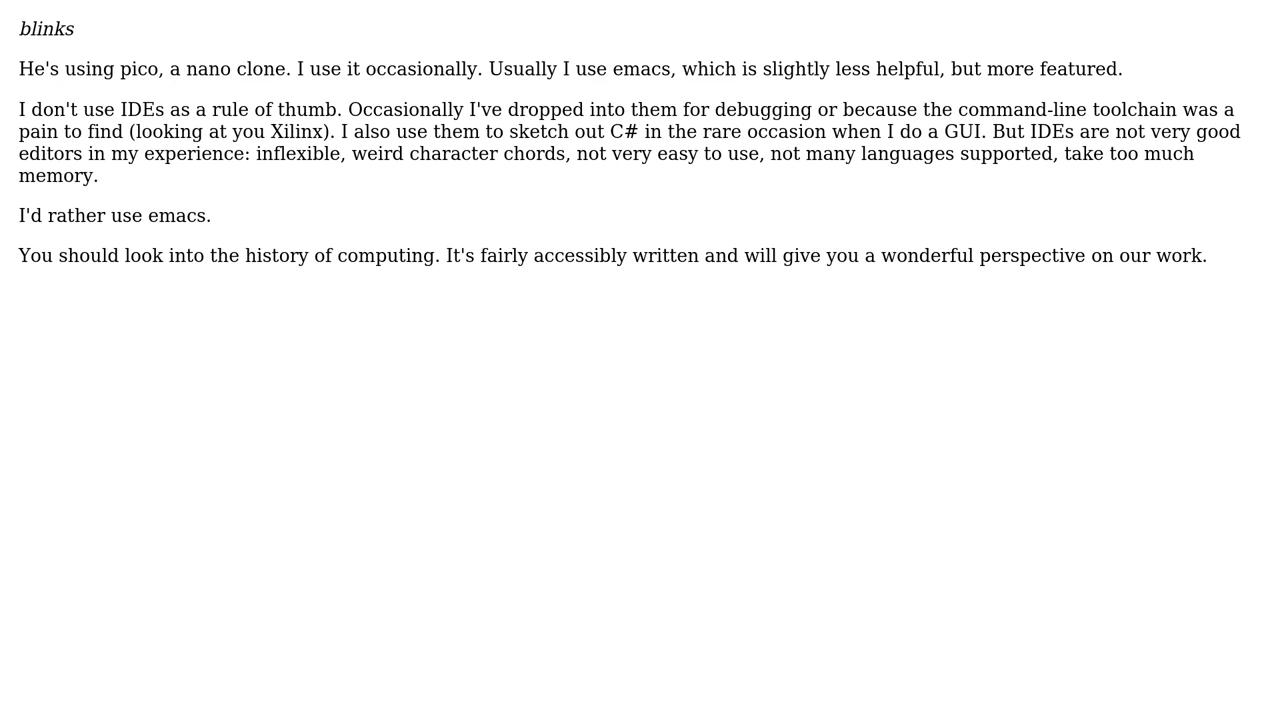 blinks
He's using pico, a nano clone. I use it occasionally. Usually I use emacs, which is slightly less helpful, but more featured.
I don't use IDEs as a rule of thumb. Occasionally I've dropped into them for debugging or because the command-line toolchain was a
pain to find (looking at you Xilinx). I also use them to sketch out C# in the rare occasion when I do a GUI. But IDEs are not very good
editors in my experience: inflexible, weird character chords, not very easy to use, not many languages supported, take too much
memory.
I'd rather use emacs.
You should look into the history of computing. It's fairly accessibly written and will give you a wonderful perspective on our work.